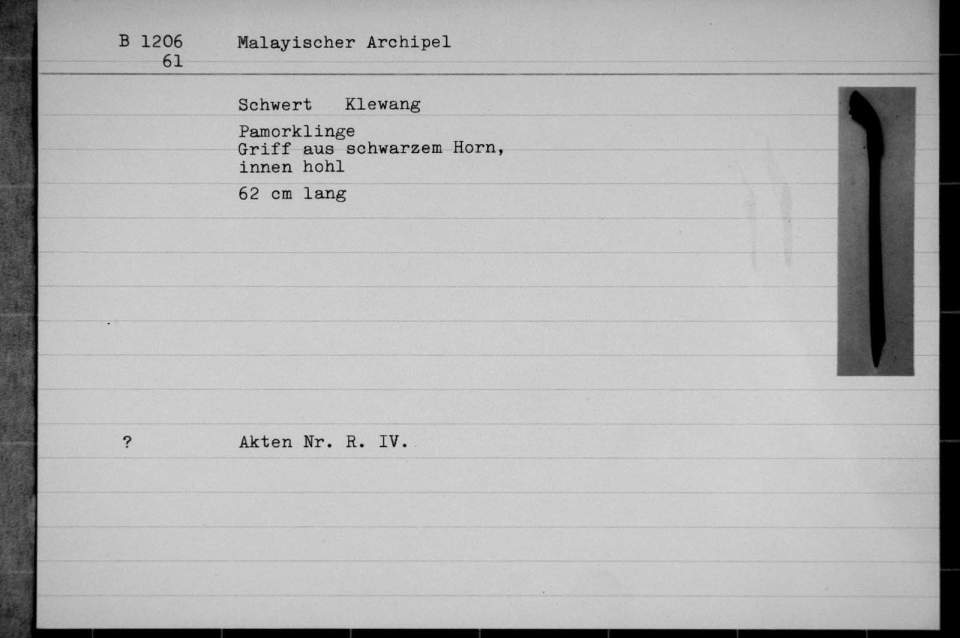 B 1206 Malayischer Archipel
61
Schwert Klewang
Pamorklinge
Griff aus schwarzem Horn,
innen hohl
62 cm lang
? Akten Nr. R. IV.